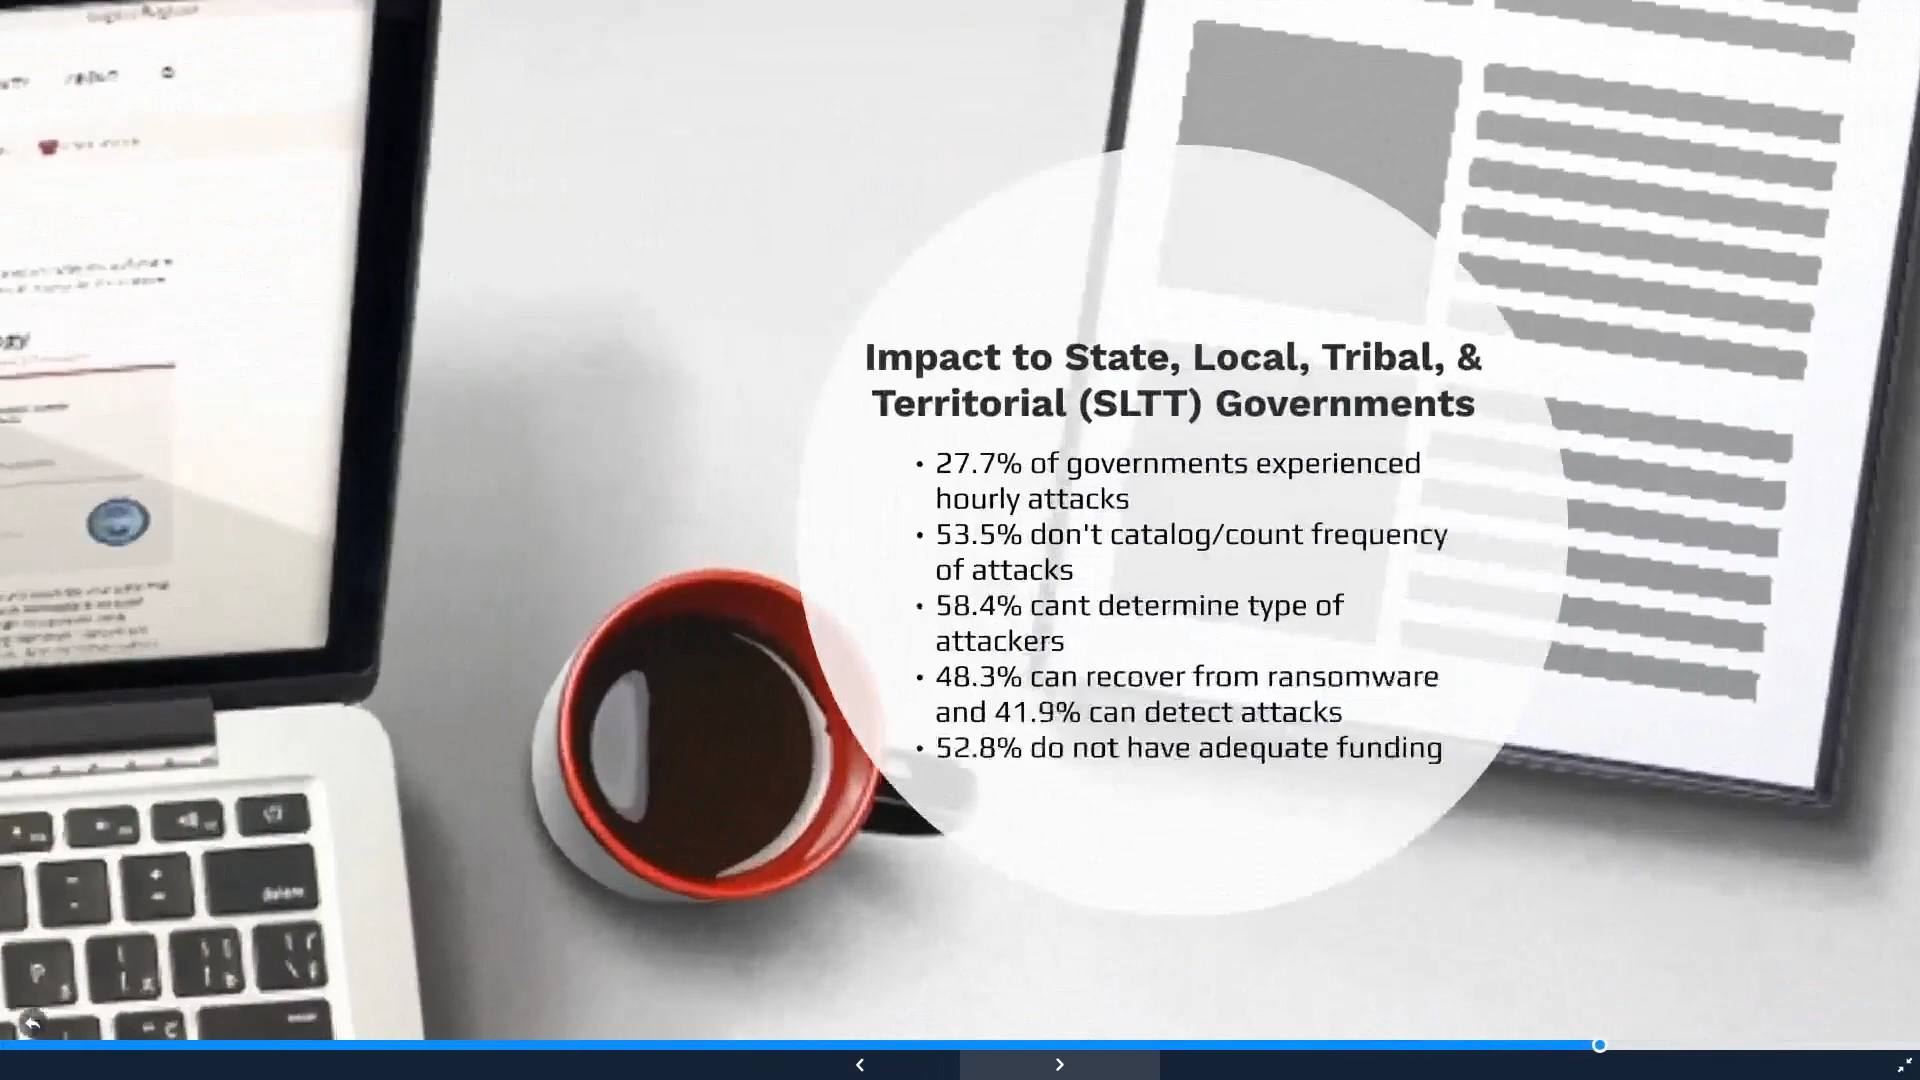 Impact to State, Local, Tribal, &
Territorial (SLTT) Governments
• 27.7% of governments experienced
hourly attacks
• 53.5% don't catalog/count frequency
of attacks
• 58.4% cant determine type of
attackers
• 48.3% can recover from ransomware
and 41.9% can detect attacks
• 52.8% do not have adequate funding
delete